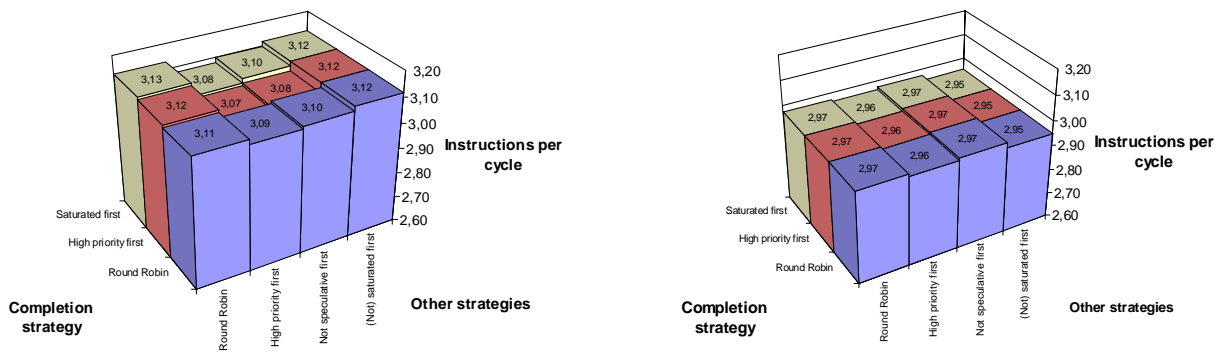 3,12
3,10
3,08
3,13
3,12
3,08
3,07
3,12
3,12
3,10
3,09
3,11
3,20
3,10
3,00
2,90
2,80
2,70
2,60
Instructions per
cycle
Saturated first
High priority first
Round Robin
Completion
strategy
Round Robin
High priority first
Not speculative first
(Not) saturated first
Other strategies
2,95
2,97
2,96
2,97
2,95
2,97
2,96
2,97
2,95
2,97
2,96
2,97
3,20
3,10
3,00
2,90
2,80
2,70
2,60
Instructions per
cycle
Saturated first
High priority first
Round Robin
Completion
strategy
Round Robin
High priority first
Not speculative first
(Not) saturated first
Other strategies